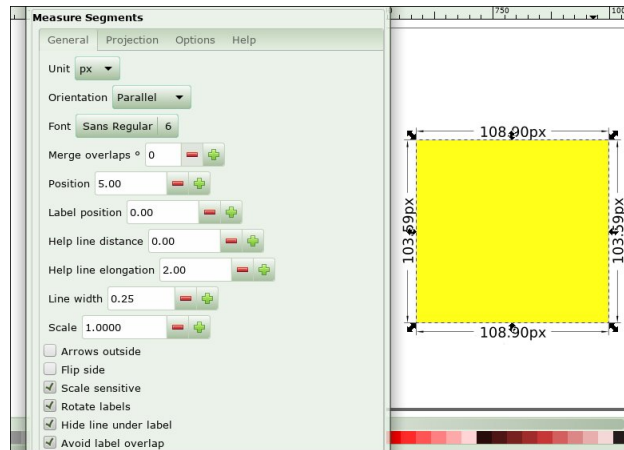 Measure Segments
General Projection Options Help
Unit px
Orientation Parallel
Font Sans Regular 6
Merge overlaps ° 0
Position 5.00
Label position 0.00
Help line distance 0.00
Help line elongation 2.00
Line width 0.25
Scale 1.0000
Arrows outside
Flip side
Scale sensitive
Rotate labels
Hide line under label
Avoid label overlap
750
108.90px
103.59px
103.59px
108.90px